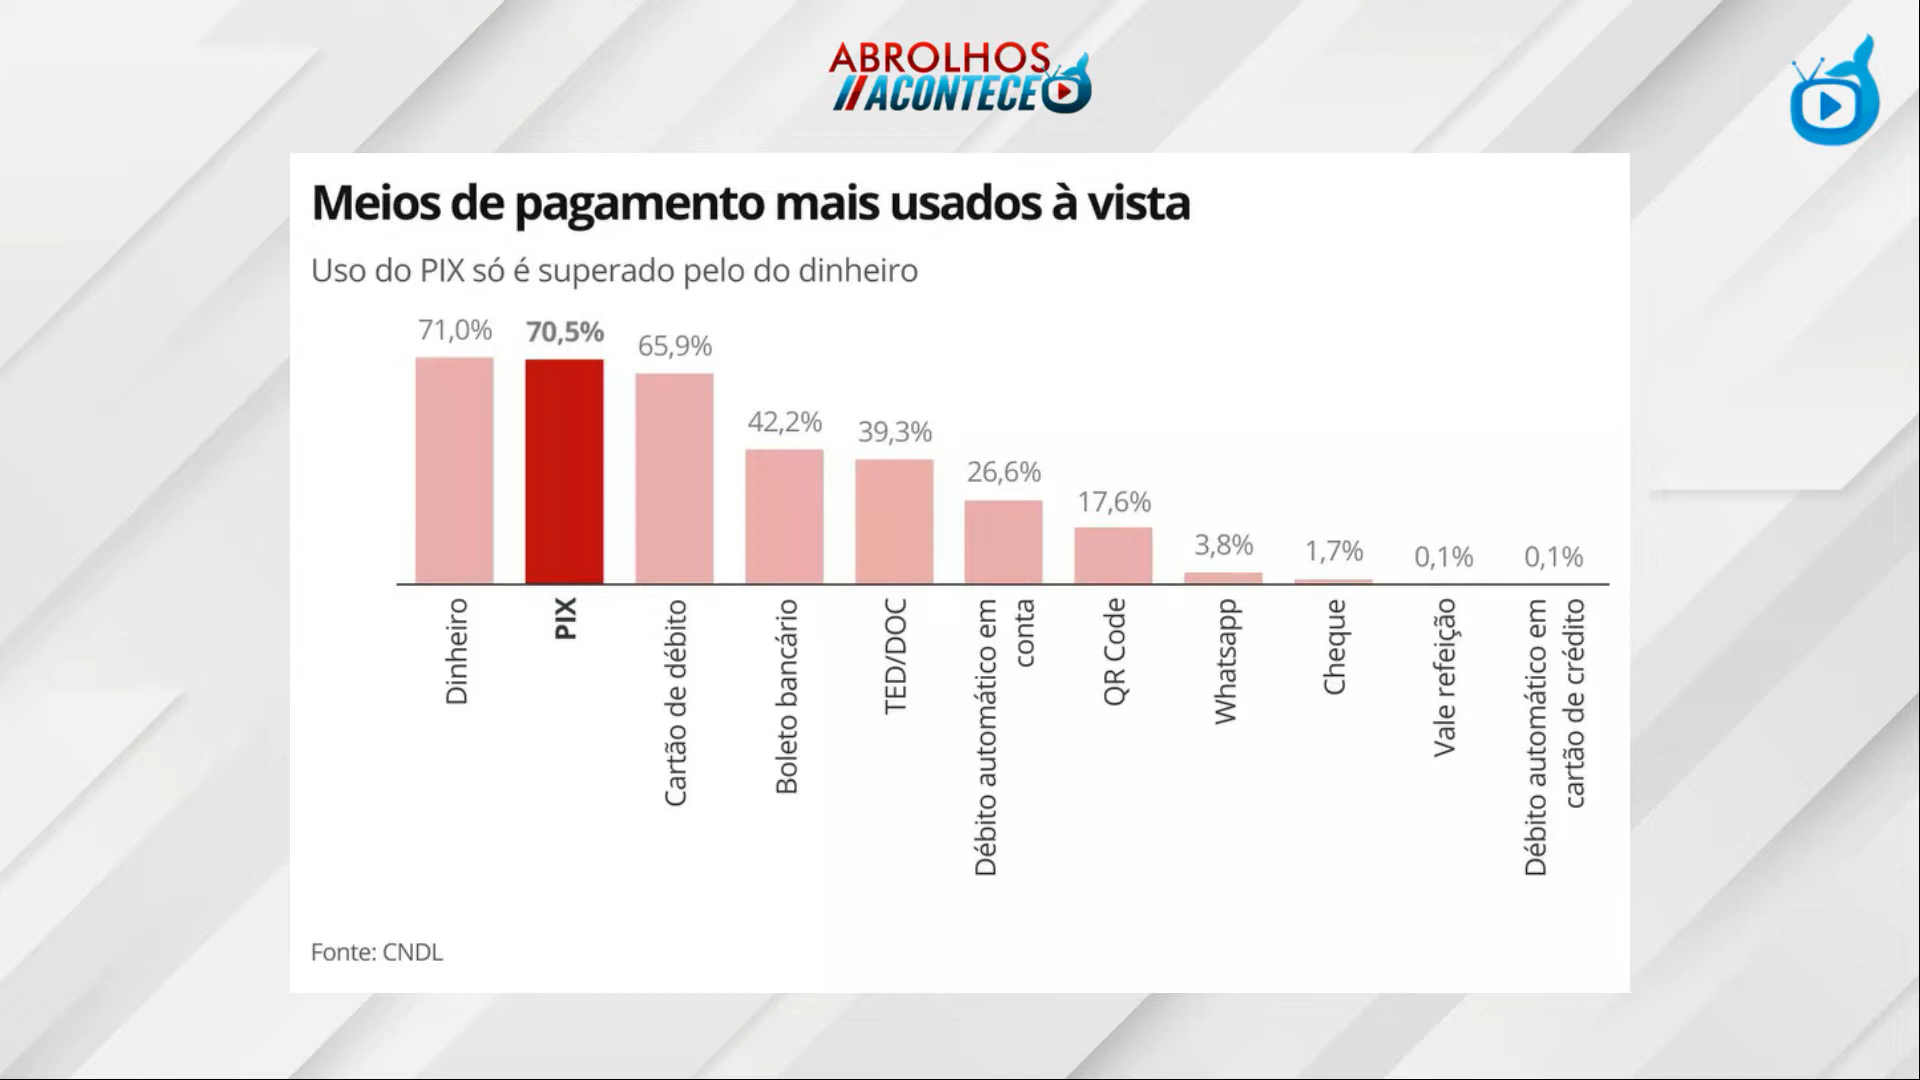 ABROLHOS
//ACONTECE
Meios de pagamento mais usados à vista
Uso do PIX só é superado pelo do dinheiro
71,0%
70,5%
65,9%
42,2%
39,3%
26,6%
17,6%
3,8%
1,7%
0,1%
0,1%
Dinheiro
PIX
Cartão de débito
Boleto bancário
TED/DOC
Débito automático em
conta
QR Code
Whatsapp
Cheque
Vale refeição
Débito automático em
cartão de crédito
Fonte: CNDL